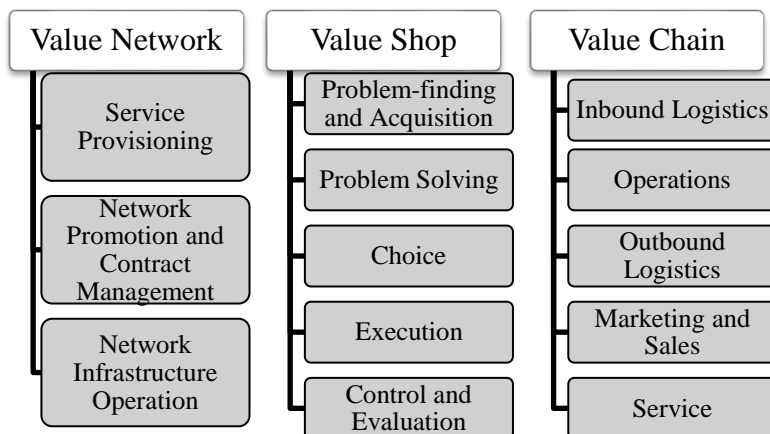 Value Network
Service
Provisioning
Network
Promotion and
Contract
Management
Network
Infrastructure
Operation
Value Shop
Problem-finding
and Acquisition
Problem Solving
Choice
Execution
Control and
Evaluation
Value Chain
Inbound Logistics
Operations
Outbound
Logistics
Marketing and
Sales
Service